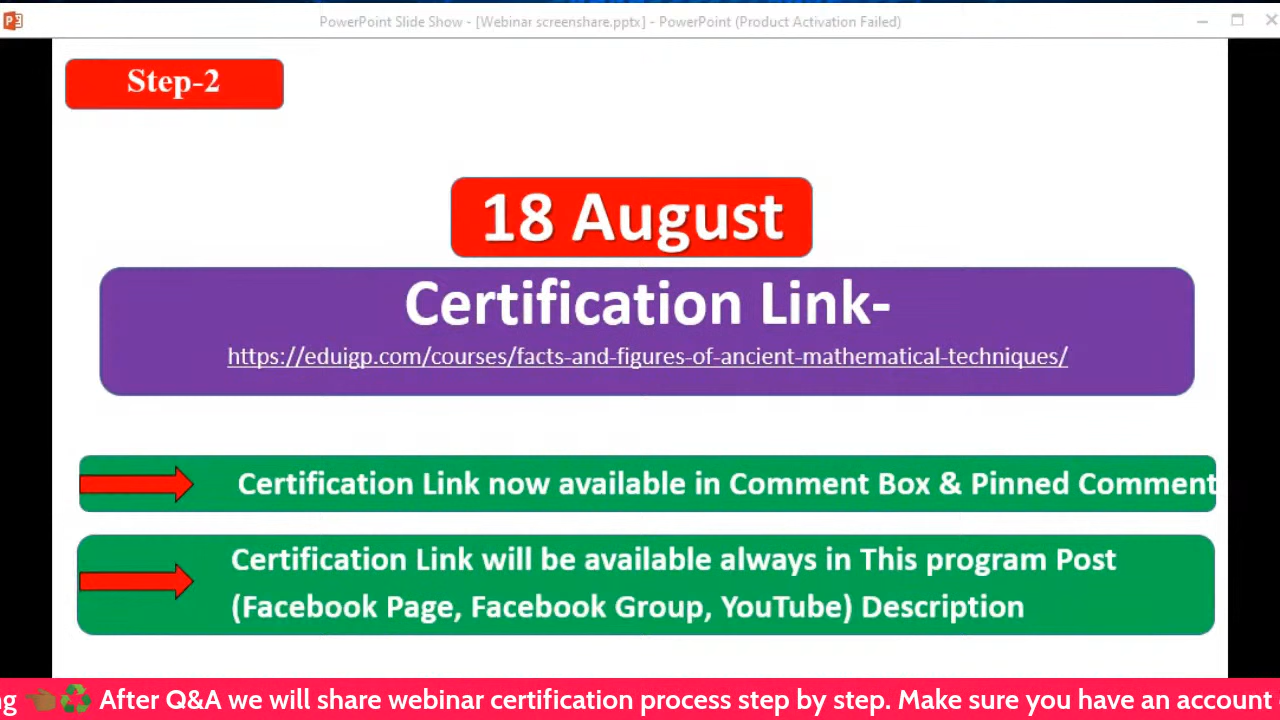 PowerPoint Slide Show - [Webinar screenshare.pptx] - PowerPoint (Product Activation Failed)
Step-2
18 August
Certification Link-
https://eduigp.com/courses/facts-and-figures-of-ancient-mathematical-techniques/
Certification Link now available in Comment Box & Pinned Comment
Certification Link will be available always in This program Post
(Facebook Page, Facebook Group, YouTube) Description
After Q&A we will share webinar certification process step by step. Make sure you have an account